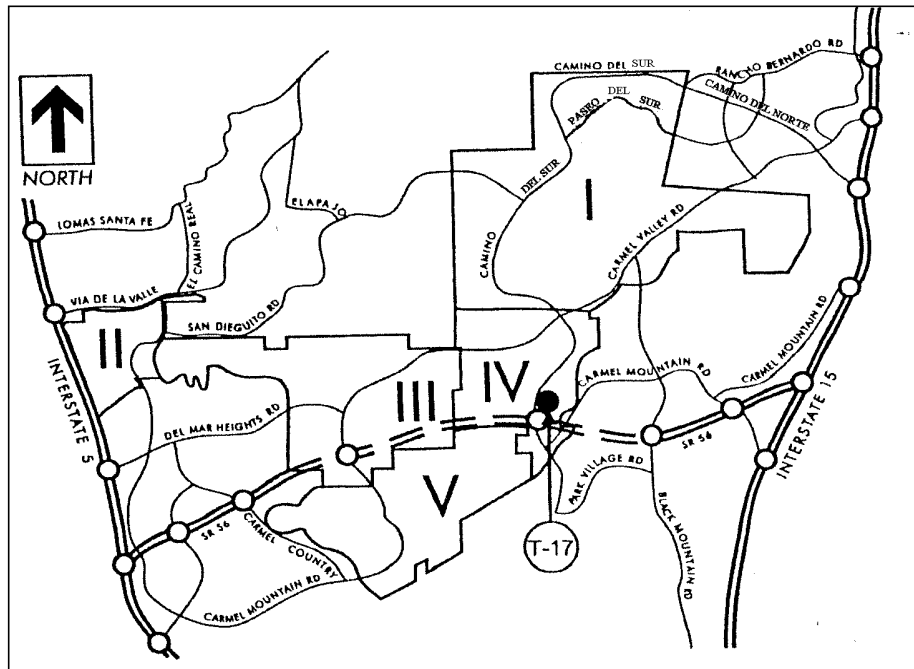 CAMINO DEL SUR
RANCHO BERNARDO RD
CAMINO DEL NORTE
PASEO DEL SUR
NORTH
LOMAS SANTA FE
EL CAMINO REAL
EL APAJO
DEL SUR
CAMINO
I
CARMEL VALLEY RD
VIA DE LA VALLE
SAN DIEGUITO RD
II
INTERSTATE 5
III
IV
CARMEL MOUNTAIN RD
CARMEL MOUNTAIN RD
DEL MAR HEIGHTS RD
INTERSTATE 15
SR 56
V
PARK VILLAGE RD
BLACK MOUNTAIN RD
SR 56
CARMEL COUNTRY
T-17
CARMEL MOUNTAIN RD